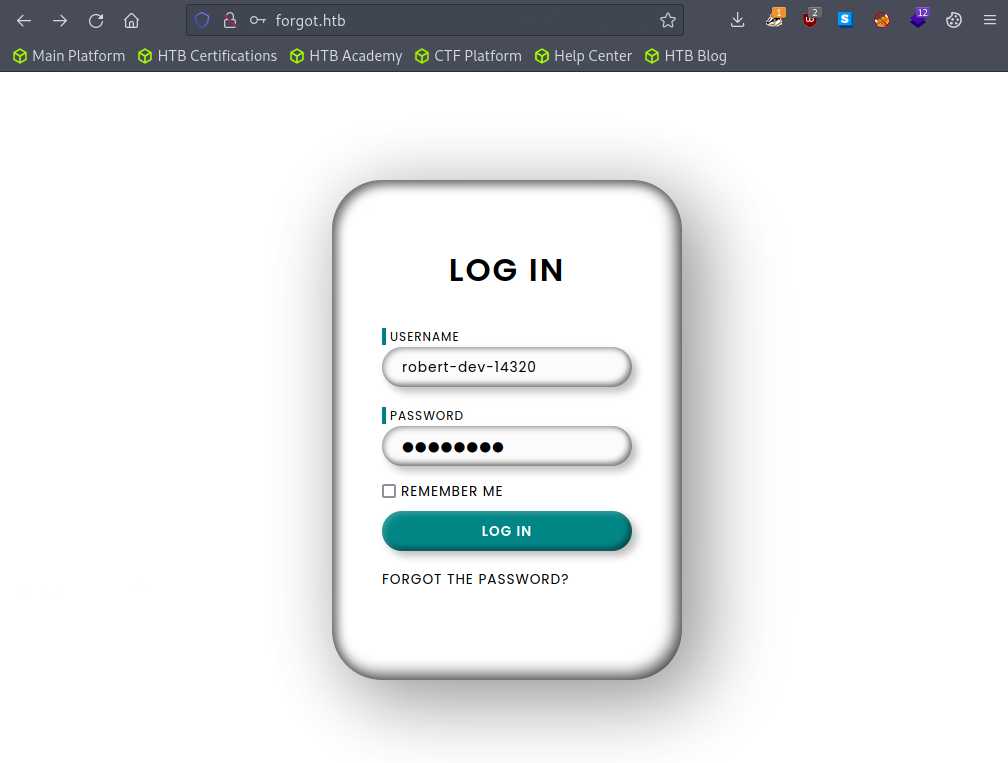 forgot.htb
1
2
S
12
Main Platform HTB Certifications HTB Academy CTF Platform Help Center HTB Blog
LOG IN
USERNAME
robert-dev-14320
PASSWORD
REMEMBER ME
LOG IN
FORGOT THE PASSWORD?